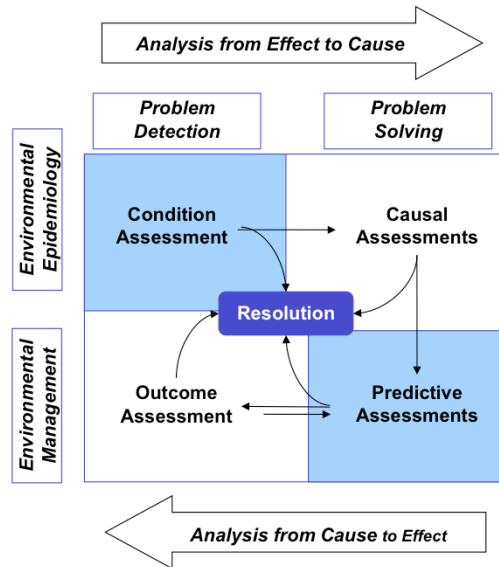 Analysis from Effect to Cause
Problem
Detection
Problem
Solving
Environmental
Epidemiology
Condition
Assessment
Causal
Assessments
Resolution
Environmental
Management
Outcome
Assessment
Predictive
Assessments
Analysis from Cause to Effect